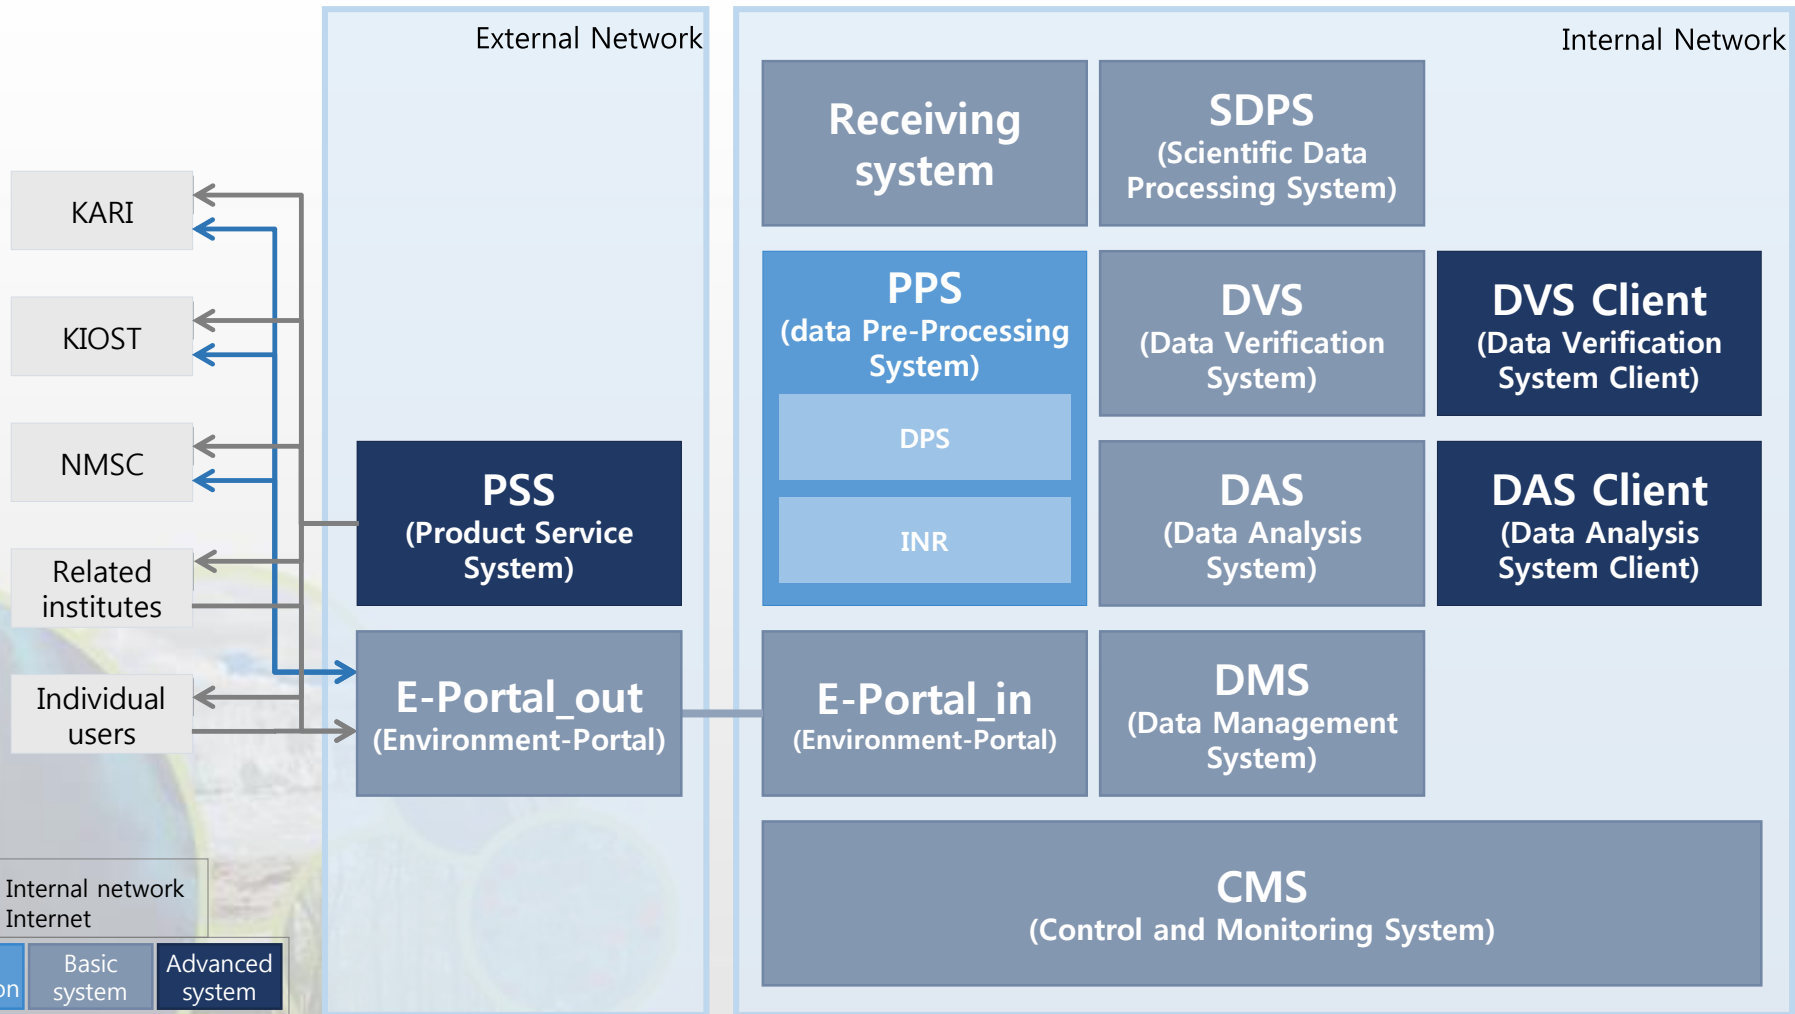 External Network
Internal Network
KARI
KIOST
NMSC
Related
institutes
Individual
users
PSS
(Product Service
System)
E-Portal_out
(Environment-Portal)
Receiving
system
SDPS
(Scientific Data
Processing System)
PPS
(data Pre-Processing
System)
DPS
INR
DVS
(Data Verification
System)
DVS Client
(Data Verification
System Client)
DAS
(Data Analysis
System)
DAS Client
(Data Analysis
System Client)
E-Portal_in
(Environment-Portal)
DMS
(Data Management
System)
CMS
(Control and Monitoring System)
Internal network
Internet
Basic
system
Advanced
system